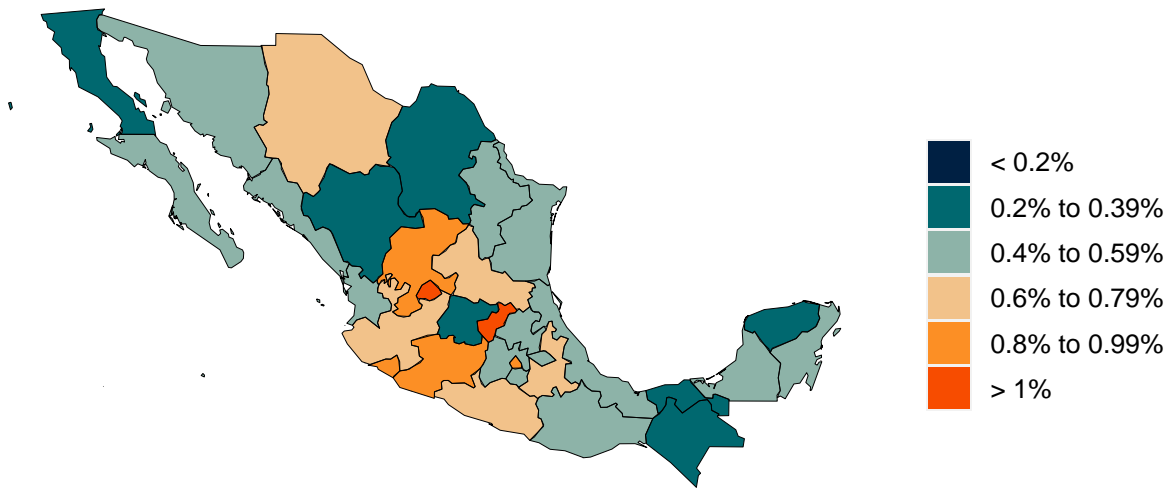 < 0.2%
0.2% to 0.39%
0.4% to 0.59%
0.6% to 0.79%
0.8% to 0.99%
> 1%